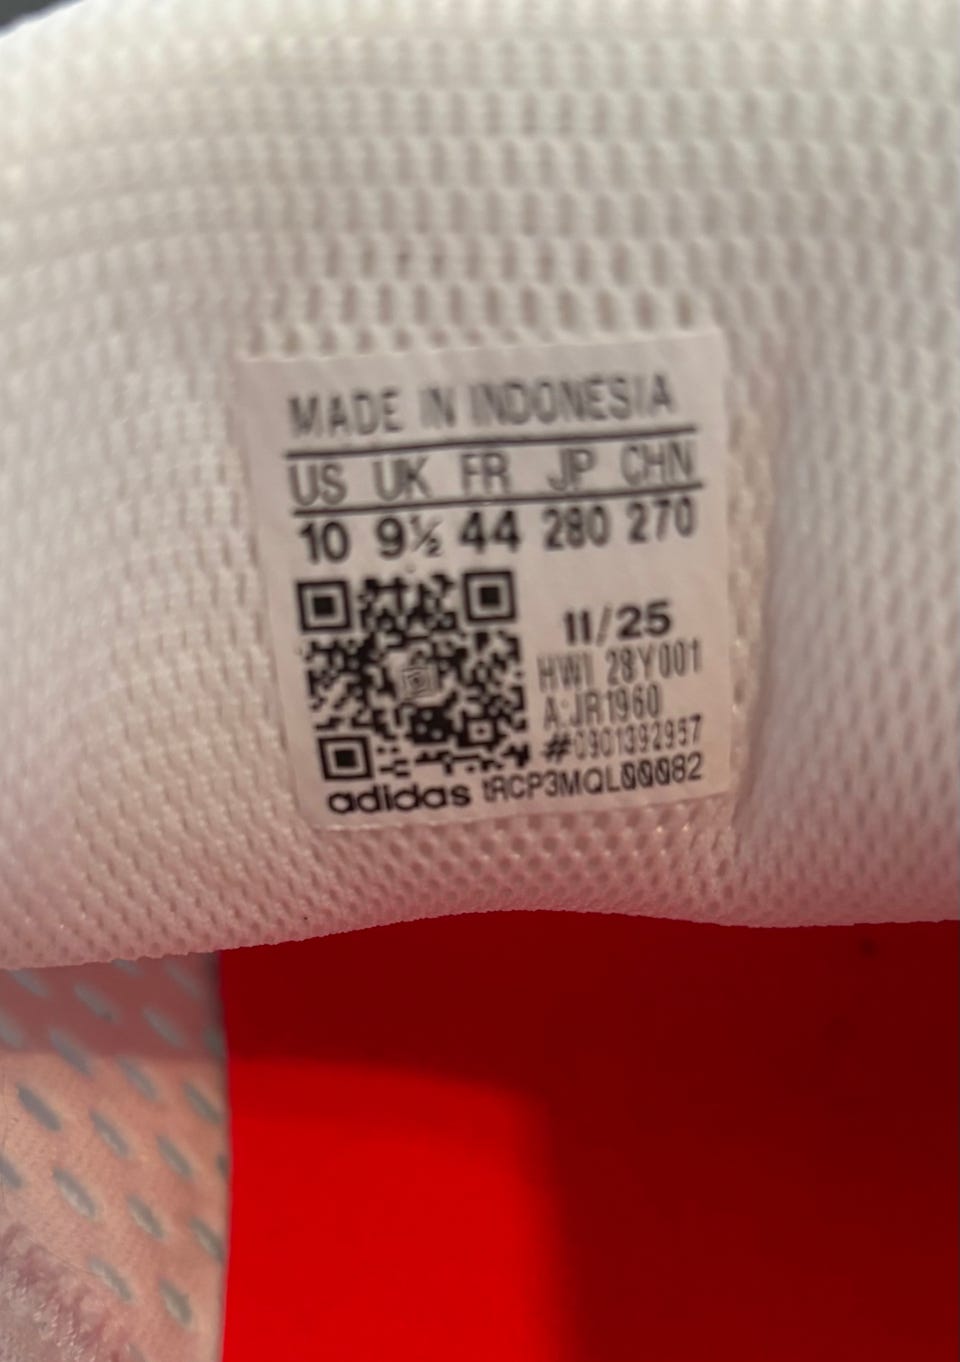 MADE IN INDONESIA
US UK FR JP CHN
10 9½ 44 280 270
11/25
HWI 28Y001
A:JR1960
#0901392957
adidas tRCP3MQL00082